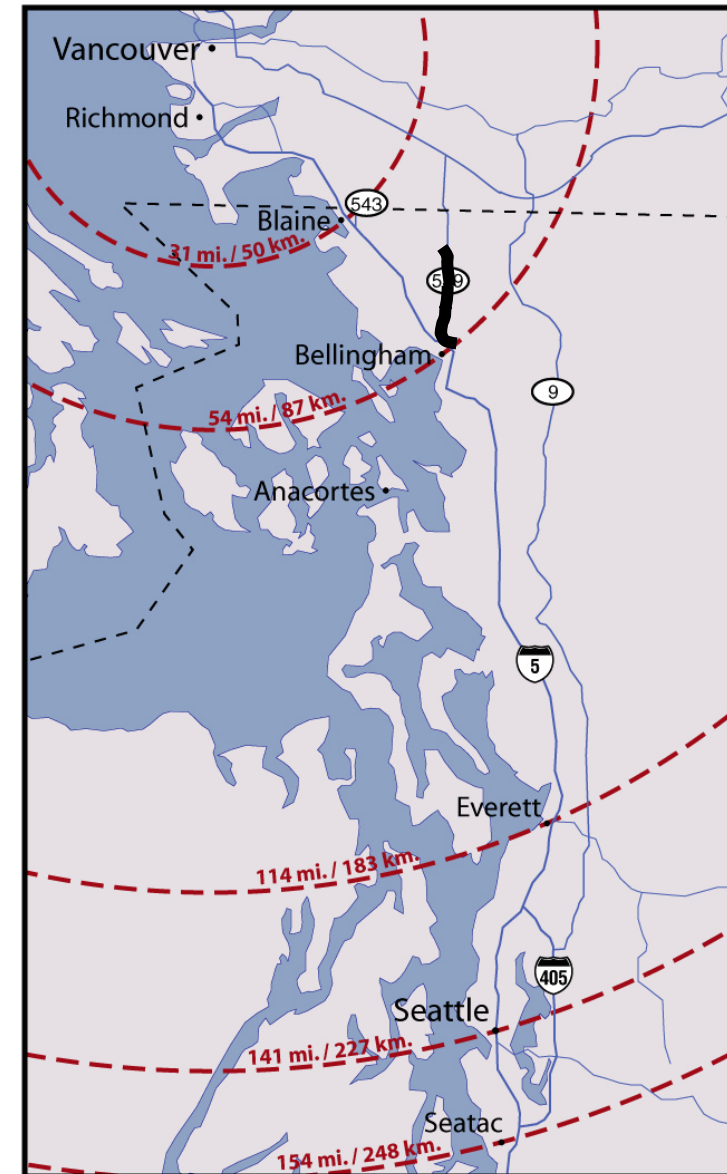 Vancouver
Richmond
543
Blaine
31 mi. / 50 km.
Bellingham
9
54 mi. / 87 km.
Anacortes
5
Everett
114 mi. / 183 km.
405
Seattle
141 mi. / 227 km.
Seatac
154 mi. / 248 km.